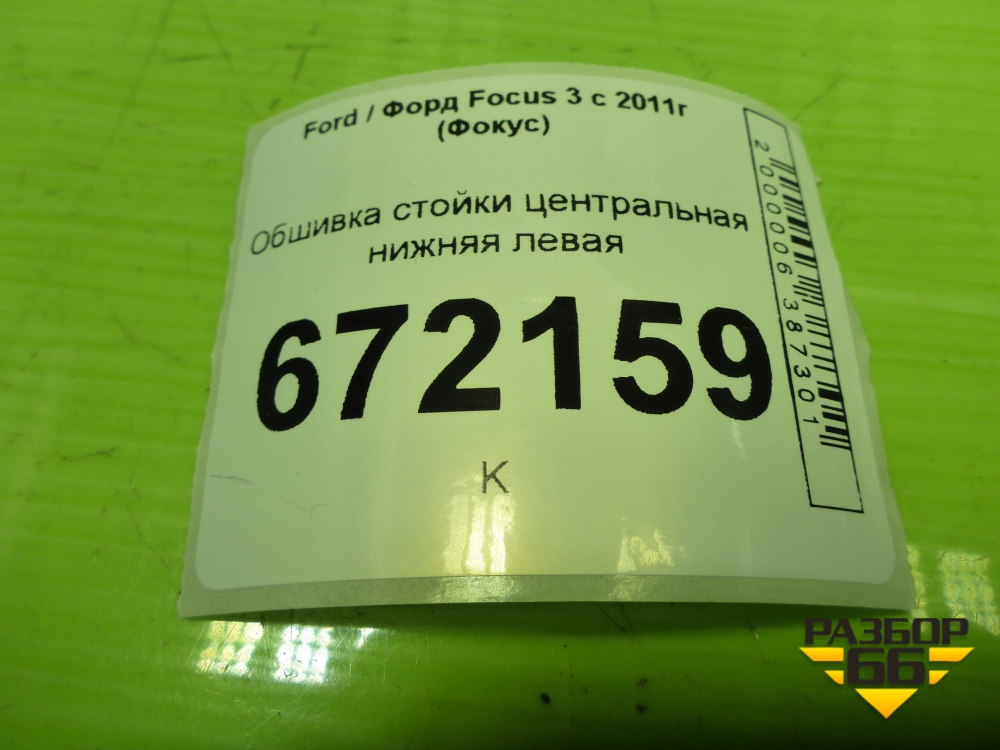 Ford / Форд Focus 3 с 2011г
(Фокус)
Обшивка стойки центральная
нижняя левая
672159
К
2000006387301
РАЗБОР
66